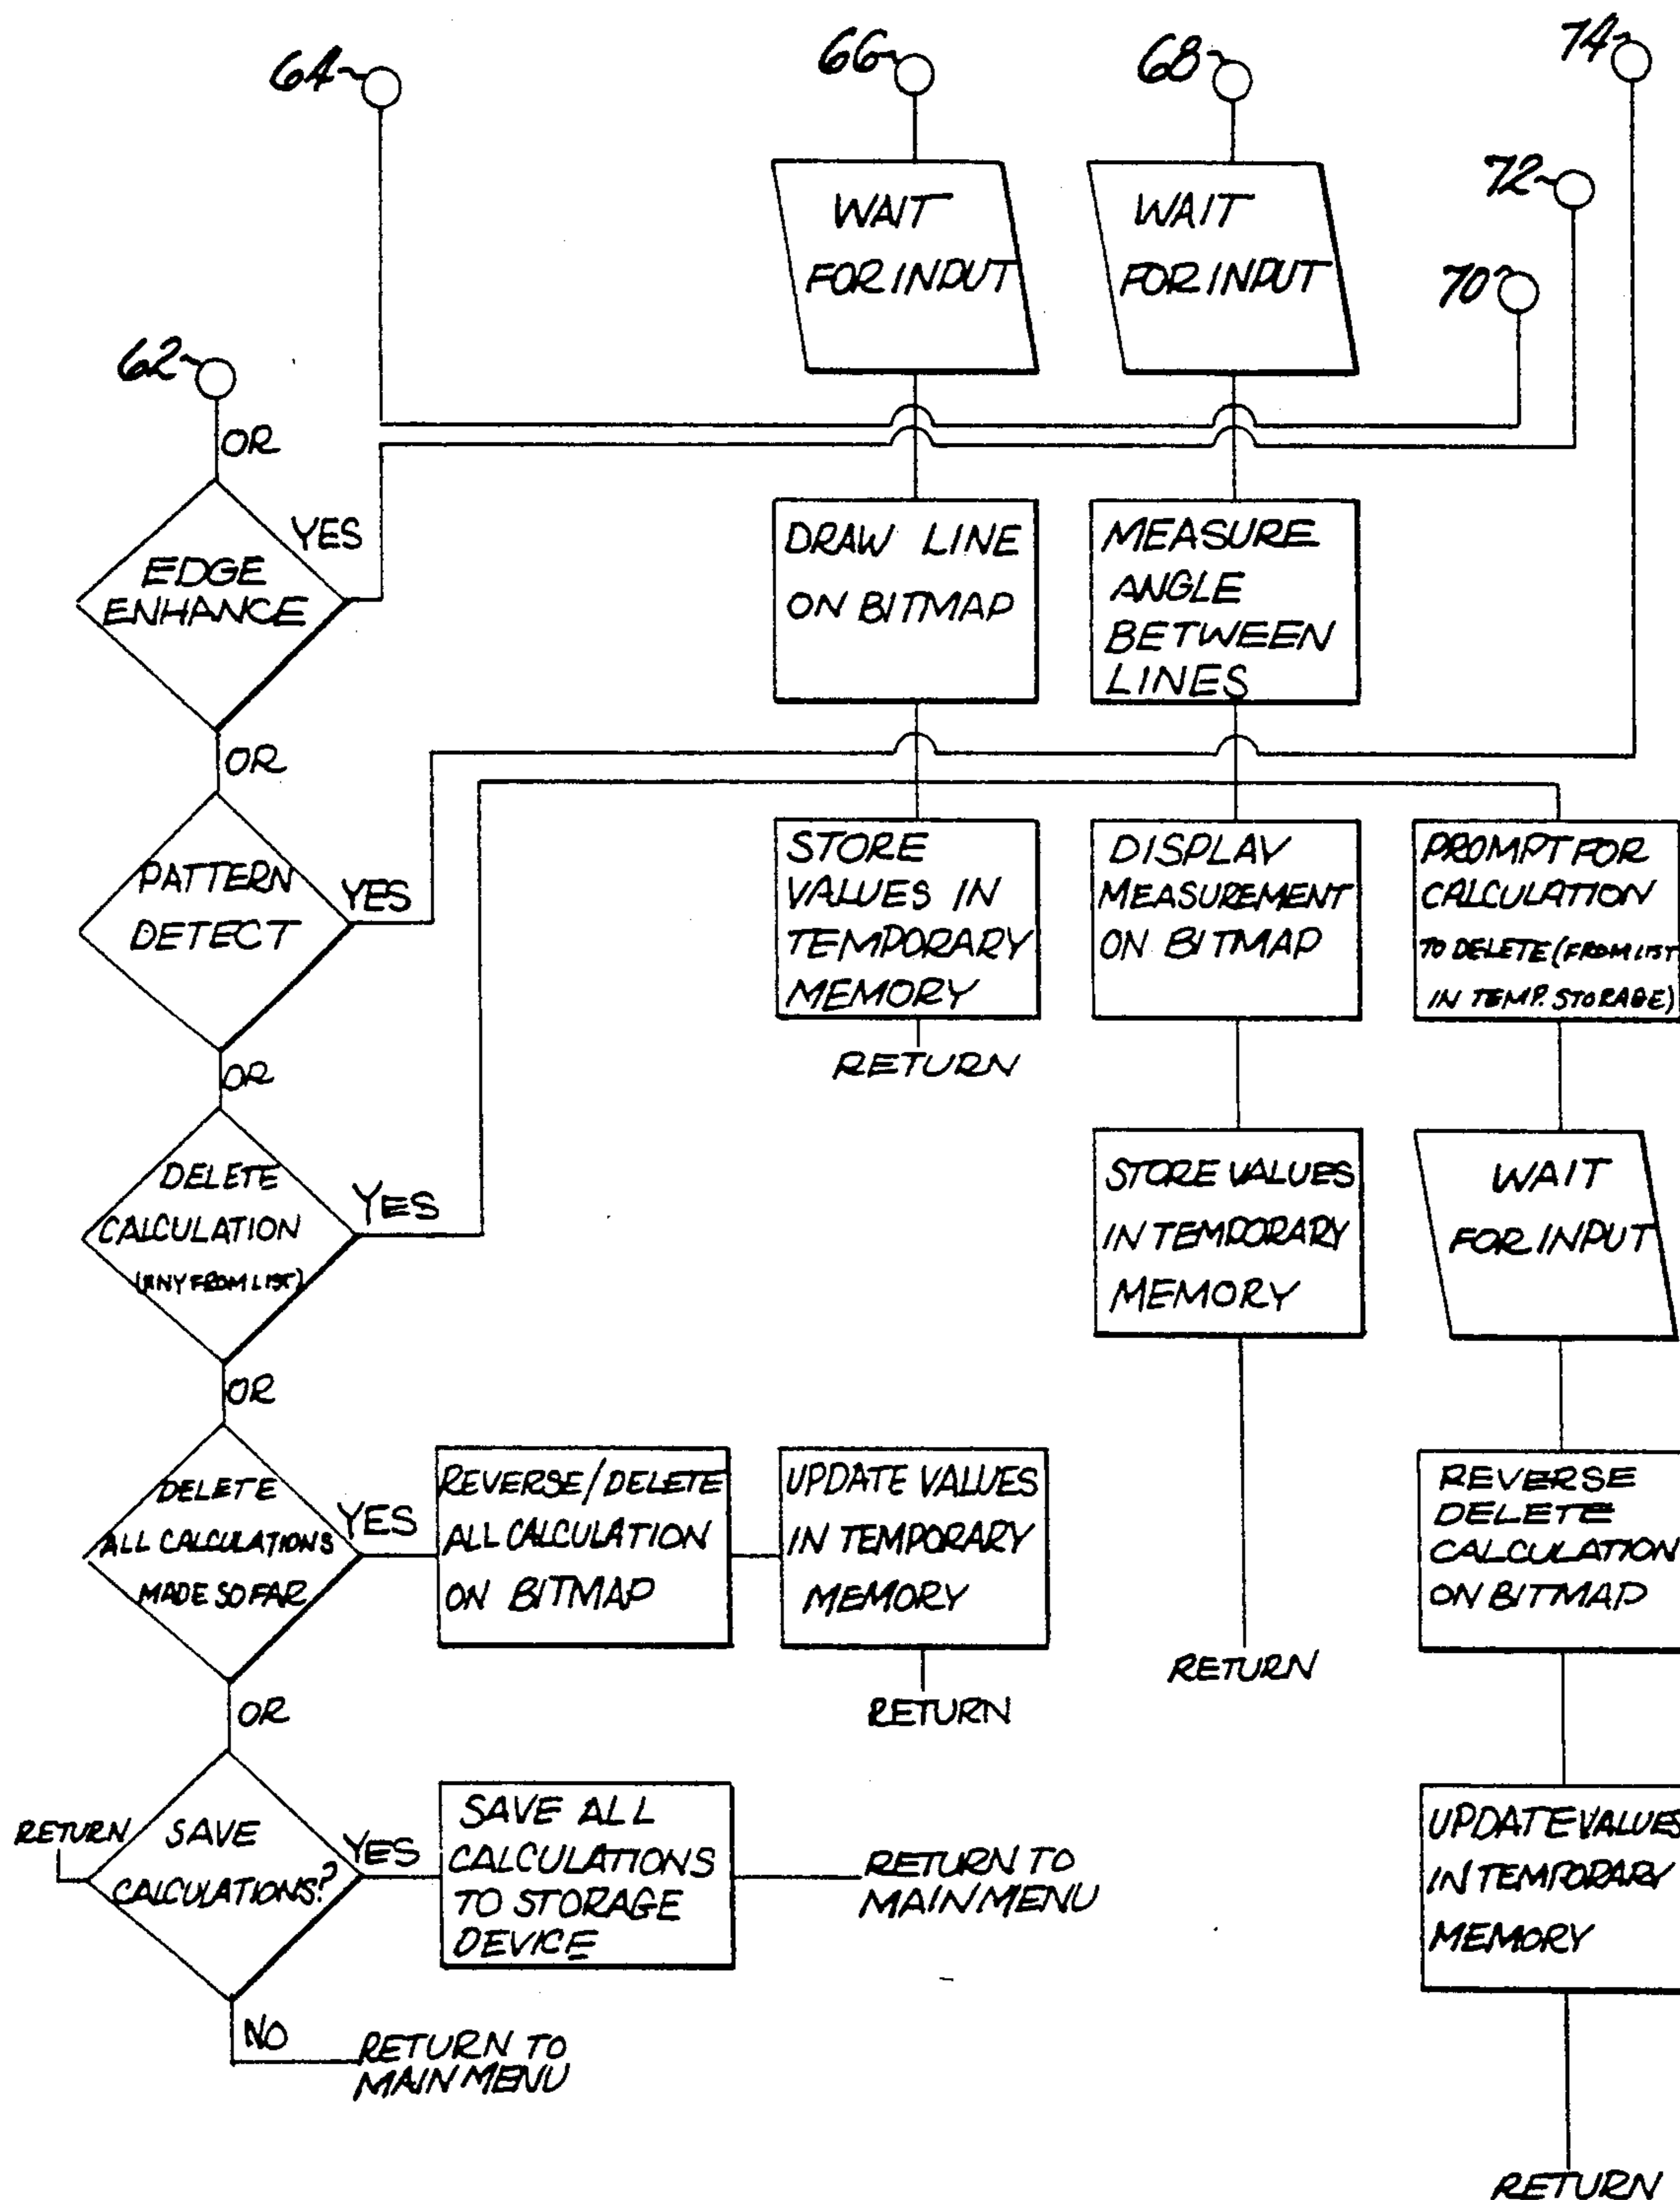 64
66
68
74
72
70
62
WAIT
FOR INPUT
WAIT
FOR INPUT
OR
EDGE
ENHANCE
YES
DRAW LINE
ON BITMAP
MEASURE
ANGLE
BETWEEN
LINES
OR
PATTERN
DETECT
YES
STORE
VALUES IN
TEMPORARY
MEMORY
RETURN
DISPLAY
MEASUREMENT
ON BITMAP
PROMPT FOR
CALCULATION
TO DELETE (FROM LIST
IN TEMP. STORAGE)
OR
DELETE
CALCULATION
(ANY FROM LIST)
YES
STORE VALUES
IN TEMPORARY
MEMORY
RETURN
WAIT
FOR INPUT
OR
DELETE
ALL CALCULATIONS
MADE SO FAR
YES
REVERSE/DELETE
ALL CALCULATION
ON BITMAP
UPDATE VALUES
IN TEMPORARY
MEMORY
RETURN
REVERSE
DELETE
CALCULATION
ON BITMAP
OR
RETURN
SAVE
CALCULATIONS?
YES
SAVE ALL
CALCULATIONS
TO STORAGE
DEVICE
RETURN TO
MAIN MENU
UPDATE VALUES
IN TEMPORARY
MEMORY
NO
RETURN TO
MAIN MENU
RETURN